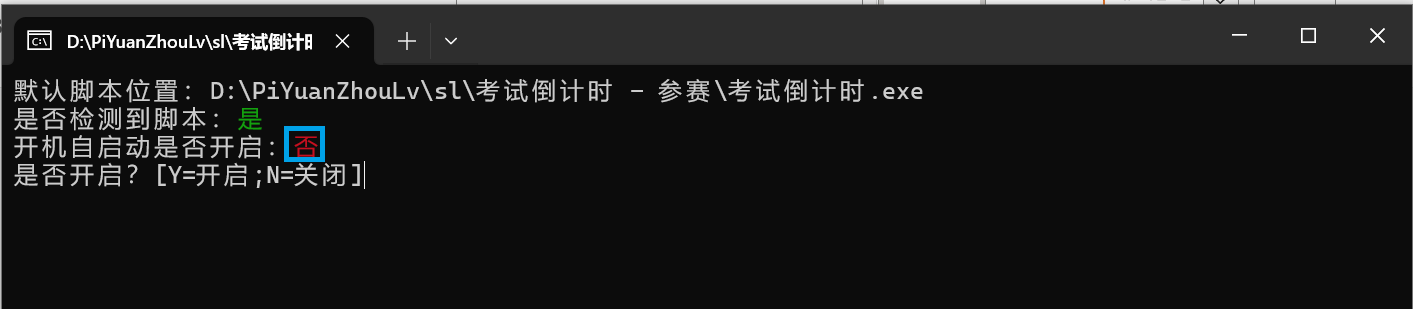 D:\PiYuanZhouLv\sl\考试倒计时
默认脚本位置: D:\PiYuanZhouLv\sl\考试倒计时 - 参赛\考试倒计时.exe
是否检测到脚本: 是
开机自启动是否开启: 否
是否开启? [Y=开启;N=关闭]